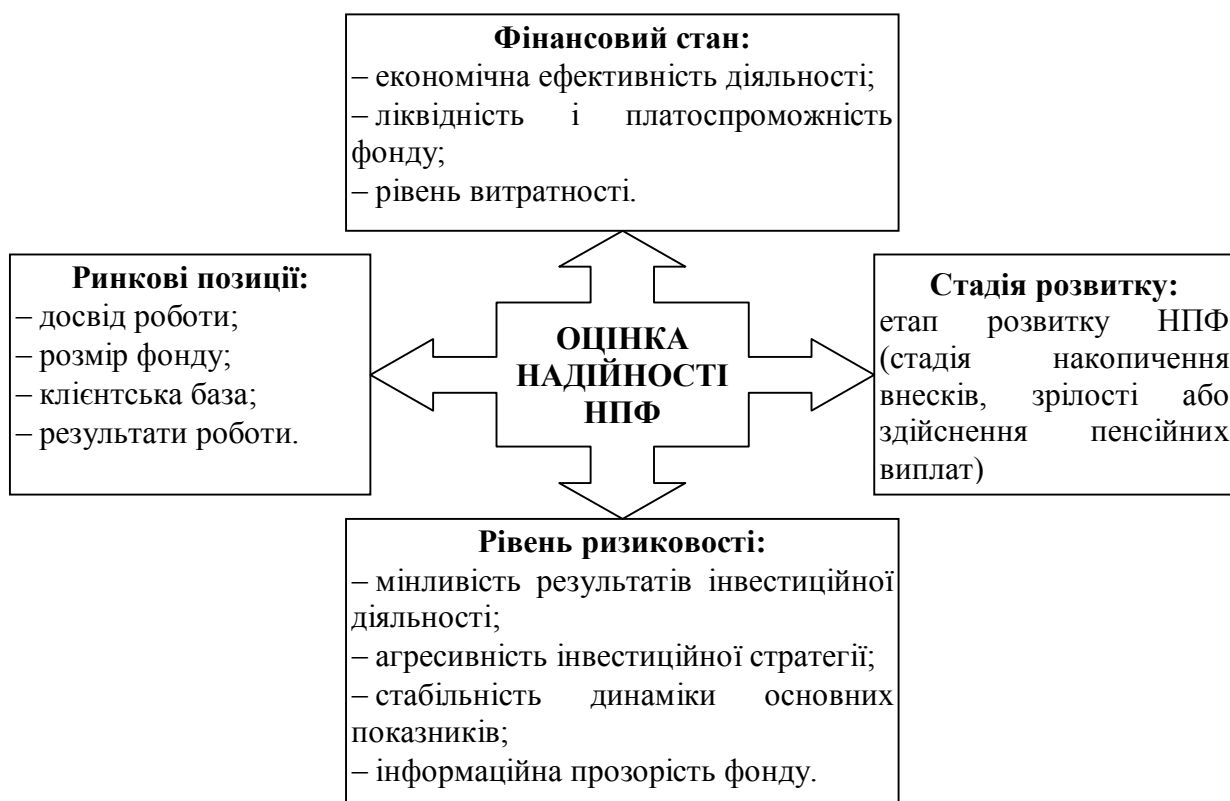 Фінансовий стан:
– економічна ефективність діяльності;
– ліквідність і платоспроможність
фонду;
– рівень витратності.
Ринкові позиції:
– досвід роботи;
– розмір фонду;
– клієнтська база;
– результати роботи.
ОЦІНКА
НАДІЙНОСТІ
НПФ
Стадія розвитку:
етап розвитку НПФ
(стадія накопичення
внесків, зрілості або
здійснення пенсійних
виплат)
Рівень ризиковості:
– мінливість результатів інвестиційної
діяльності;
– агресивність інвестиційної стратегії;
– стабільність динаміки основних
показників;
– інформаційна прозорість фонду.